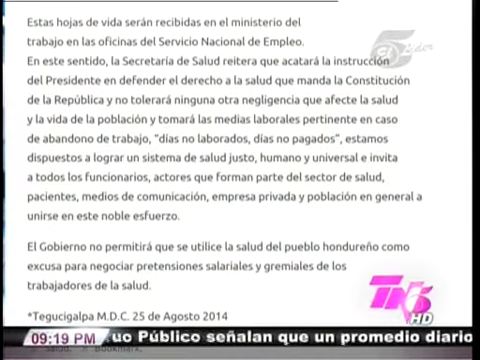 Estas hojas de vida serán recibidas en el ministerio del
trabajo en las oficinas del Servicio Nacional de Empleo.
En este sentido, la Secretaría de Salud reitera que acatará la instrucción
del Presidente en defender el derecho a la salud que manda la Constitución
de la República y no tolerará ninguna otra negligencia que afecte la salud
y la vida de la población y tomará las medias laborales pertinente en caso
de abandono de trabajo, "días no laborados, días no pagados", estamos
dispuestos a lograr un sistema de salud justo, humano y universal e invita
a todos los funcionarios, actores que forman parte del sector de salud,
pacientes, medios de comunicación, empresa privada y población en general a
unirse en este noble esfuerzo.
El Gobierno no permitirá que se utilice la salud del pueblo hondureño como
excusa para negociar pretensiones salariales y gremiales de los
trabajadores de la salud.
*Tegucigalpa M.D.C. 25 de Agosto 2014
5 Líder
TN5
HD
09:19 PM uo Público señalan que un promedio diario
Salud. Bookmark.